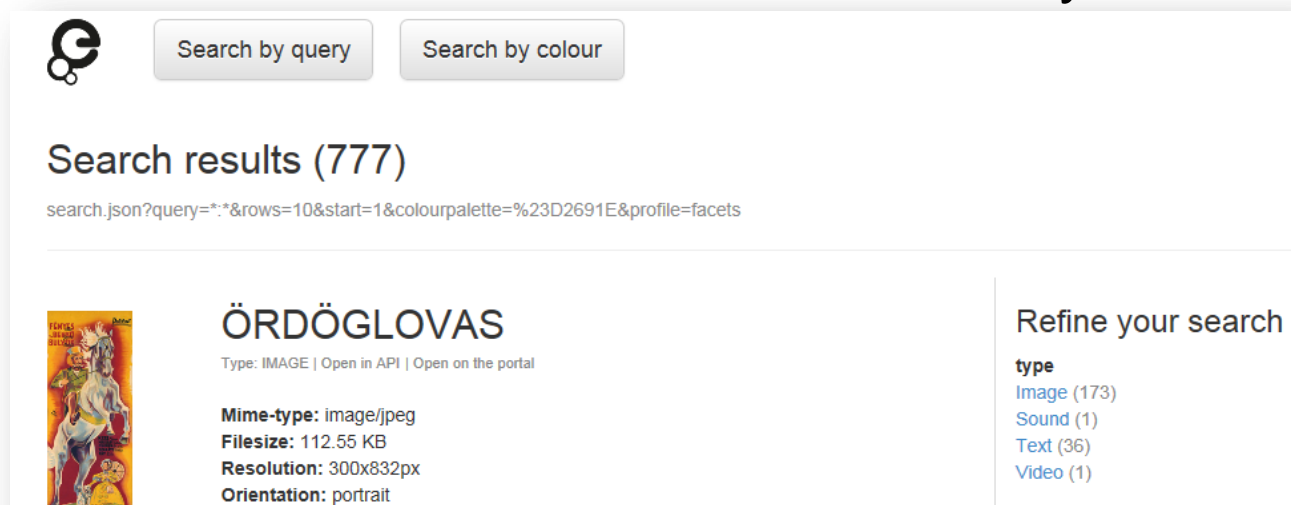 Search by query
Search by colour
Search results (777)
search.json?query=*:*&rows=10&start=1&colourpalette=%23D2691E&profile=facets
ÖRDÖGLOVAS
Type: IMAGE | Open in API | Open on the portal
Mime-type: image/jpeg
Filesize: 112.55 KB
Resolution: 300x832px
Orientation: portrait
FÉNYES
Refine your search
type
Image (173)
Sound (1)
Text (36)
Video (1)